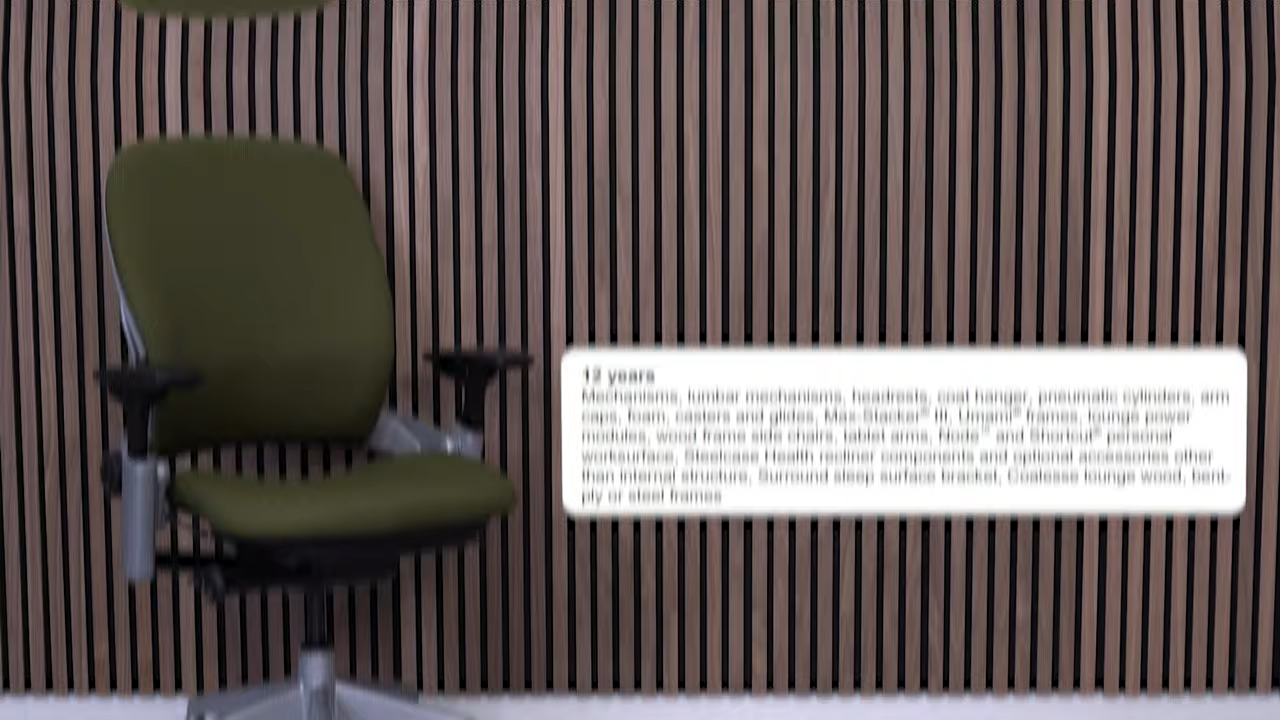 12 years
Mechanisms, lumbar mechanisms, headrests, coat hanger, pneumatic cylinders, arm
caps, foam, casters and glides, Max-Stacker® III, Umami® frames, lounge power
modules, wood frame side chairs, tablet arms, Node™ and Shortcut® personal
worksurface, Steelcase Health recliner components and optional accessories other
than internal structure, Surround sleep surface bracket, Coalesse lounge wood, bent-
ply or steel frames